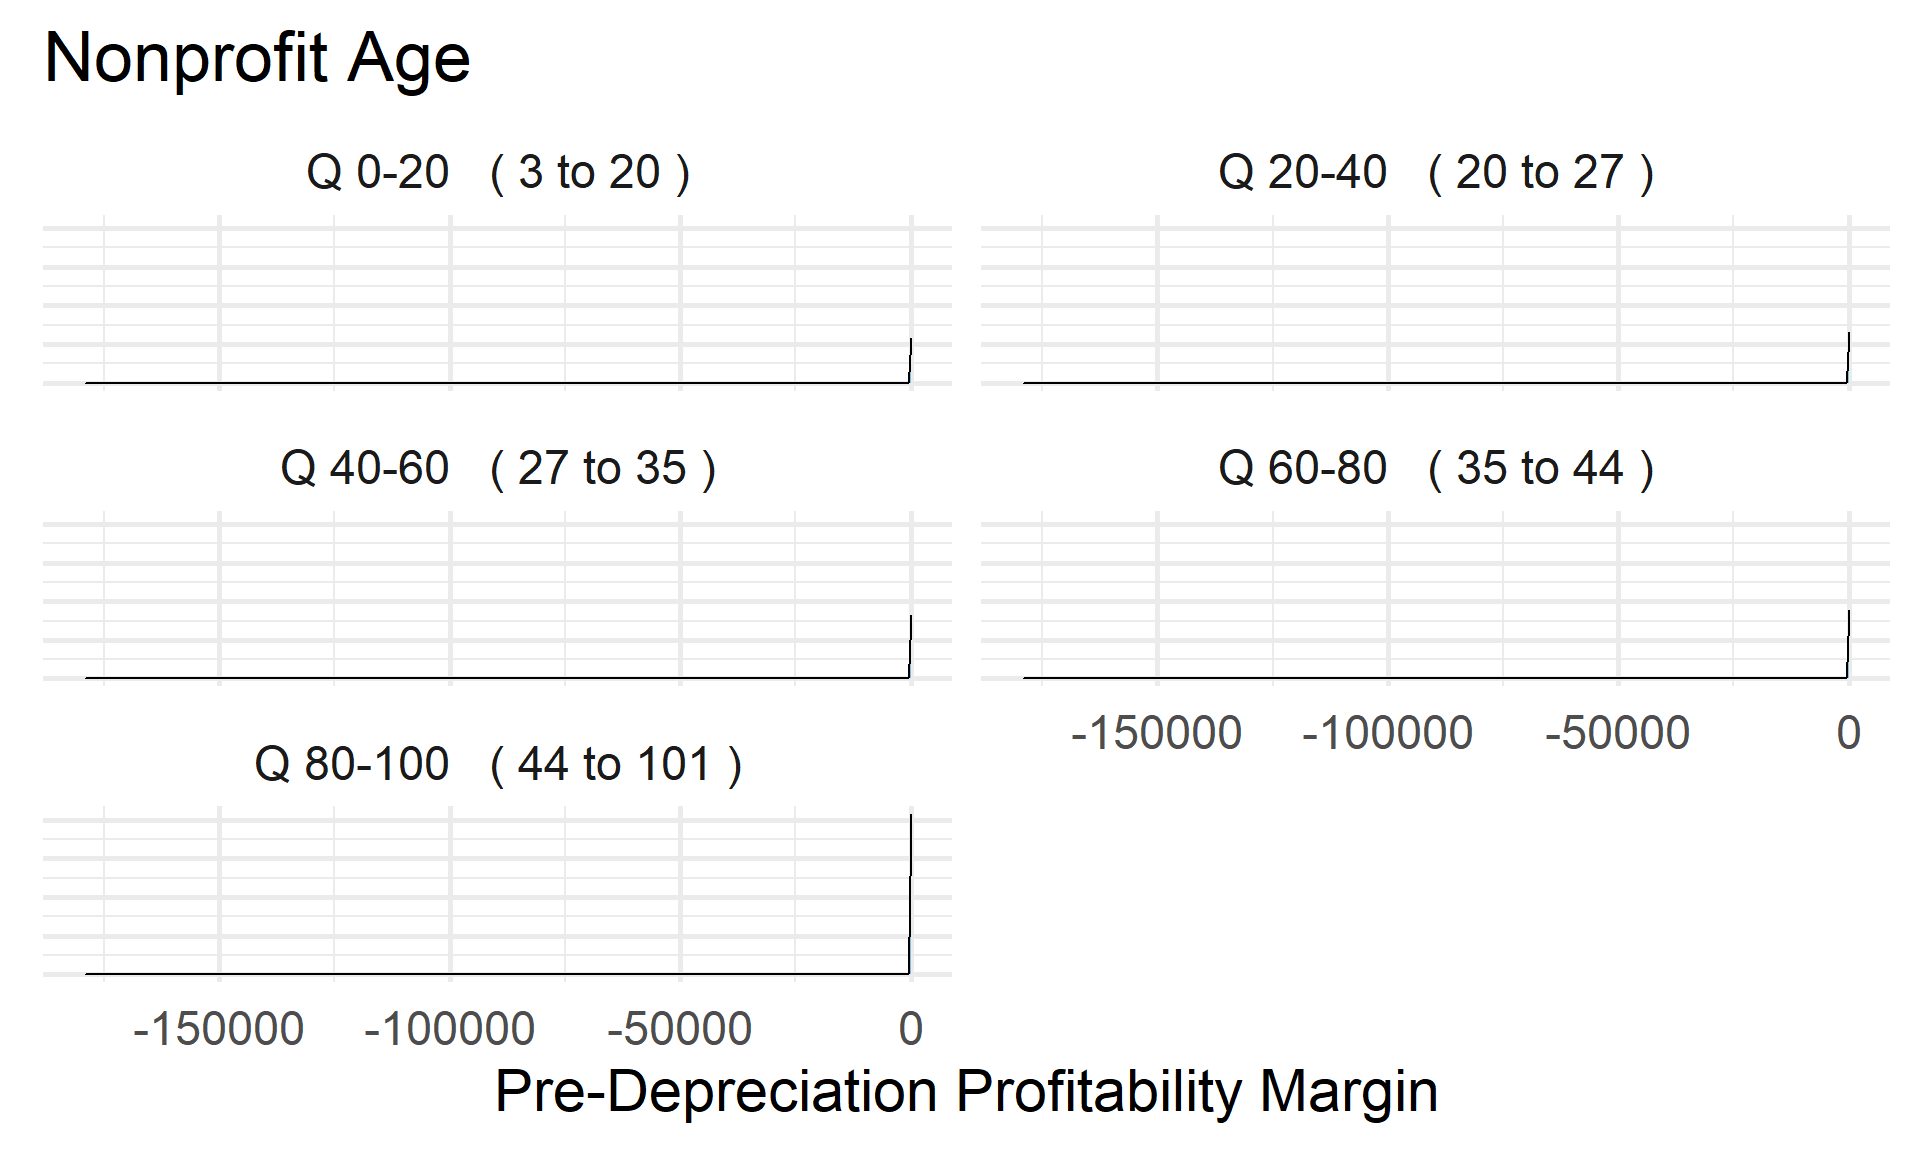 Nonprofit Age
Q 0-20 ( 3 to 20 )
Q 20-40 ( 20 to 27 )
Q 40-60 ( 27 to 35 )
Q 60-80 ( 35 to 44 )
-150000 -100000 -50000 0
Q 80-100 ( 44 to 101 )
-150000 -100000 -50000 0
Pre-Depreciation Profitability Margin